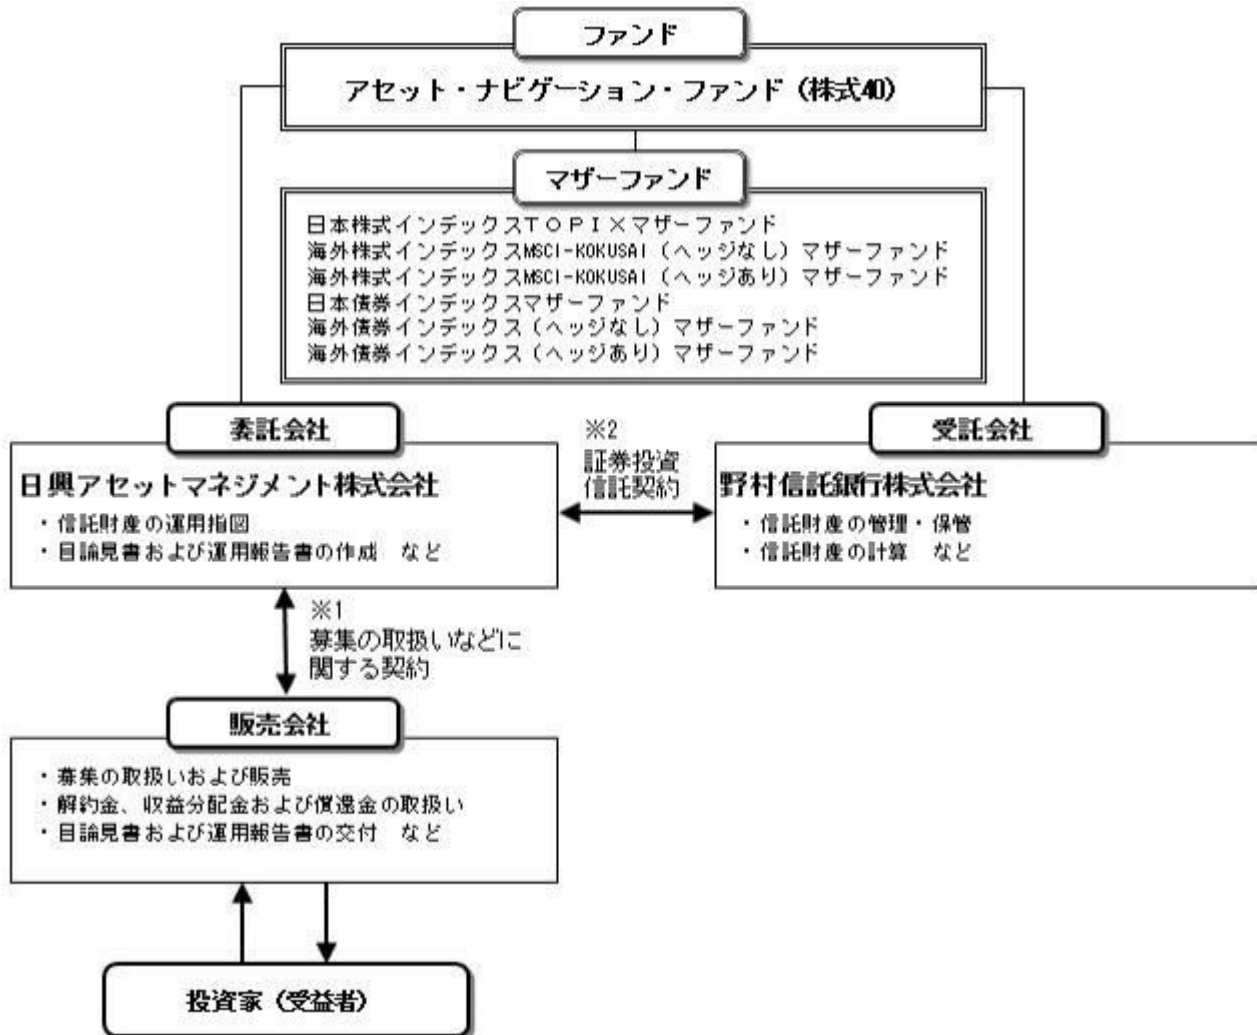 ファンド
アセット・ナビゲーション・ファンド（株式40）
マザーファンド
日本株式インデックスＴＯＰＩＸマザーファンド
海外株式インデックスMSCI-KOKUSAI（ヘッジなし）マザーファンド
海外株式インデックスMSCI-KOKUSAI（ヘッジあり）マザーファンド
日本債券インデックスマザーファンド
海外債券インデックス（ヘッジなし）マザーファンド
海外債券インデックス（ヘッジあり）マザーファンド
委託会社
日興アセットマネジメント株式会社
・信託財産の運用指図
・目論見書および運用報告書の作成　など
※2
証券投資
信託契約
受託会社
野村信託銀行株式会社
・信託財産の管理・保管
・信託財産の計算　など
※1
募集の取扱いなどに
関する契約
販売会社
・募集の取扱いおよび販売
・解約金、収益分配金および償還金の取扱い
・目論見書および運用報告書の交付　など
投資家（受益者）